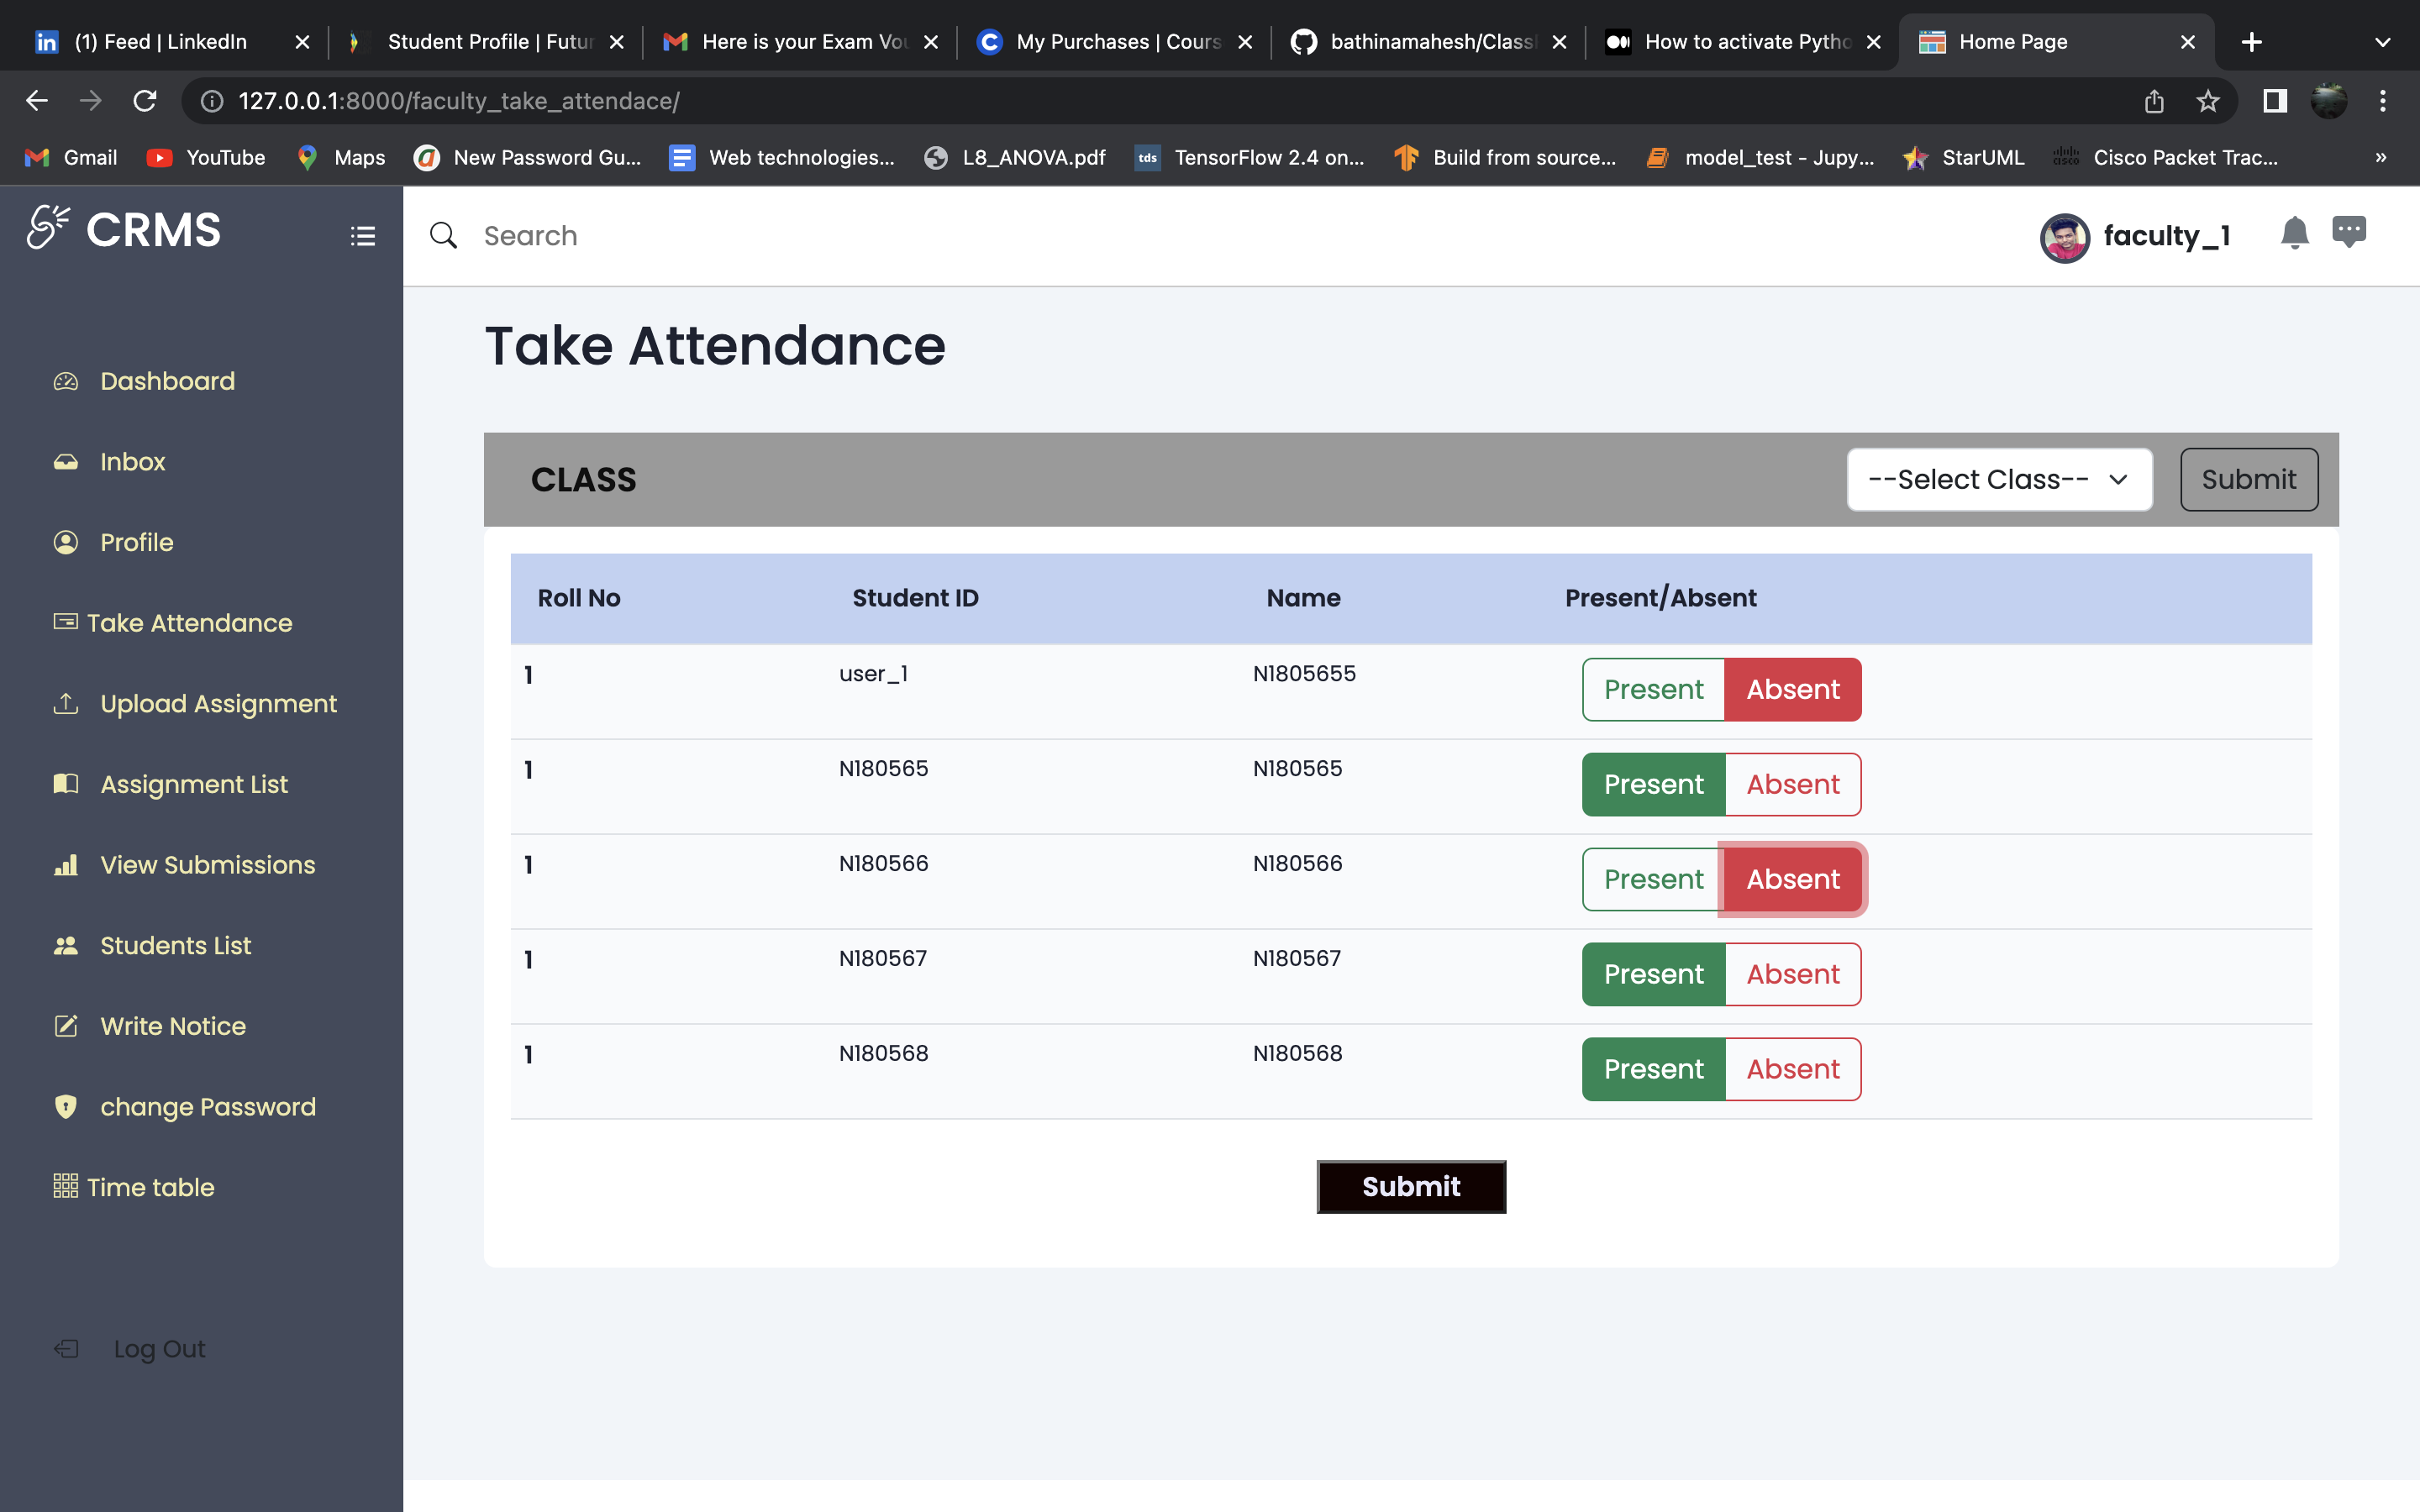 (1) Feed | LinkedIn
Student Profile | Futur
Here is your Exam Vou
My Purchases | Cours
bathinamahesh/Class
How to activate Pytho
Home Page
127.0.0.1:8000/faculty_take_attendace/
Gmail
YouTube
Maps
New Password Gu...
Web technologies...
L8_ANOVA.pdf
tds TensorFlow 2.4 on...
Build from source...
model_test - Jupy...
StarUML
cisco Cisco Packet Trac...
»
CRMS
Search
faculty_1
Dashboard
Inbox
Profile
Take Attendance
Upload Assignment
Assignment List
View Submissions
Students List
Write Notice
change Password
Time table
Log Out
Take Attendance
CLASS --Select Class-- Submit
Roll No Student ID Name Present/Absent
1 user_1 N1805655 Present Absent
1 N180565 N180565 Present Absent
1 N180566 N180566 Present Absent
1 N180567 N180567 Present Absent
1 N180568 N180568 Present Absent
Submit